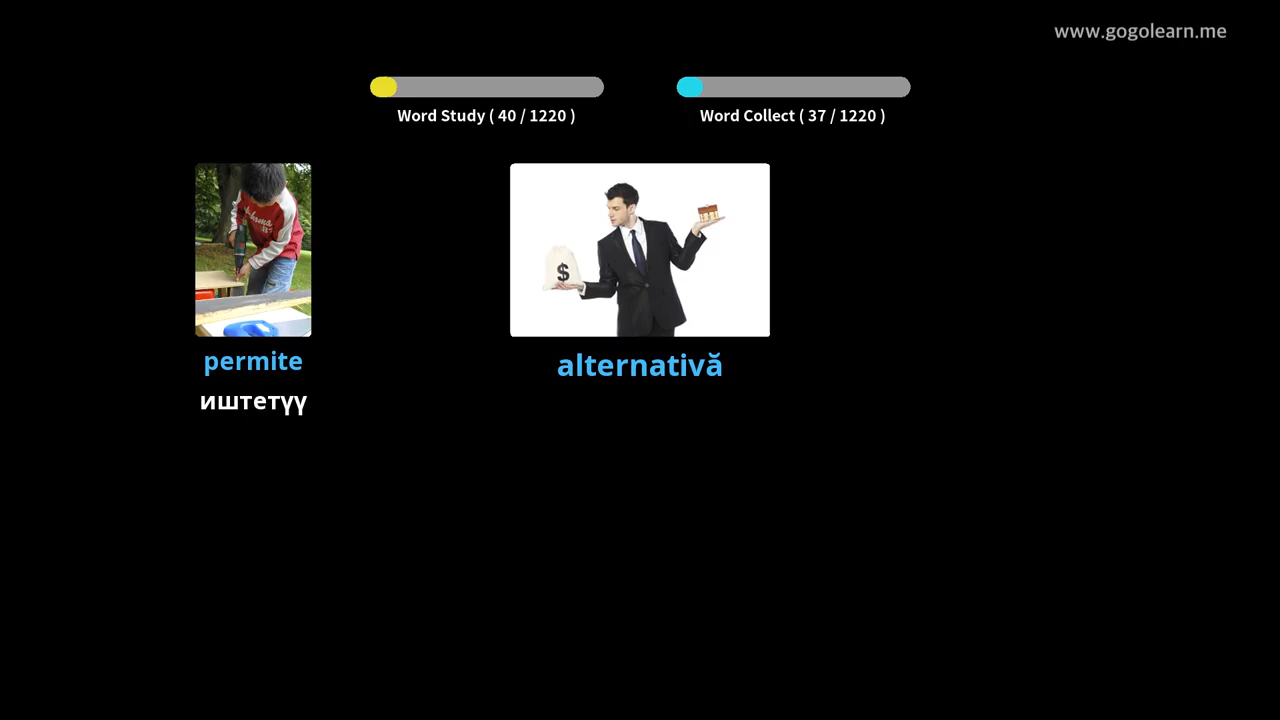 www.gogolearn.me
Word Study ( 40 / 1220 )
Word Collect ( 37 / 1220 )
permite
иштетүү
$
alternativă